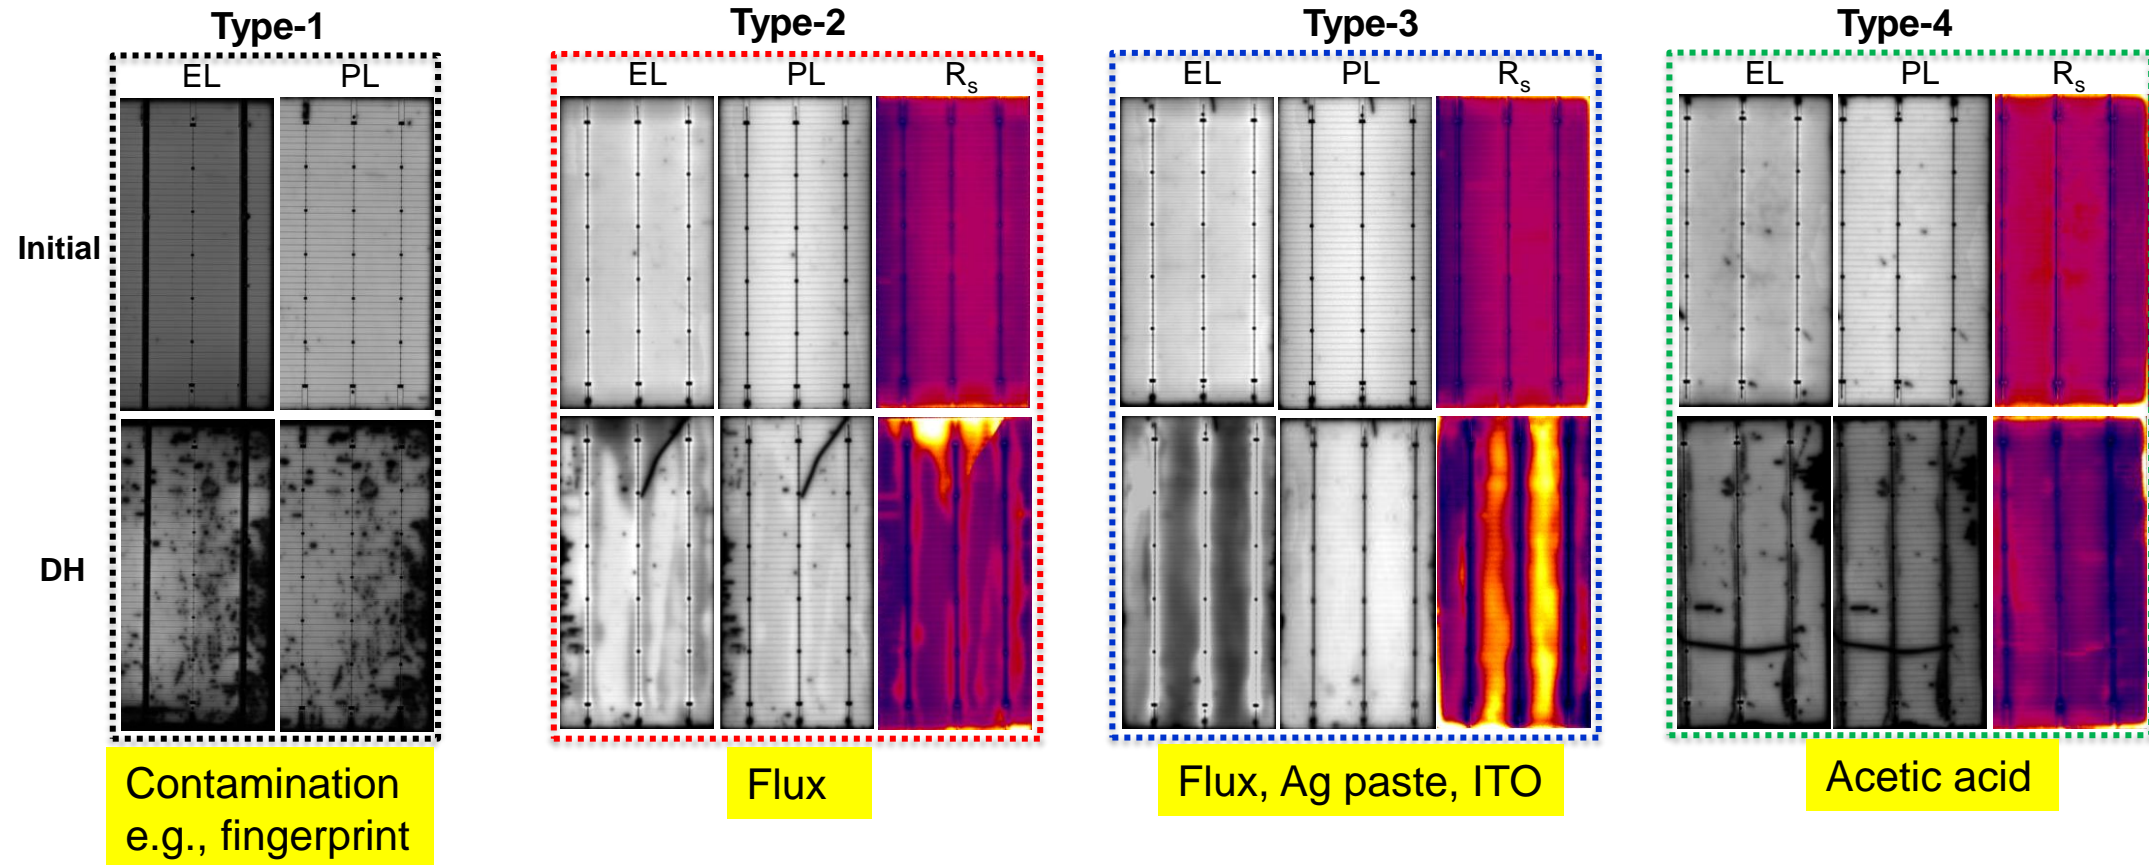 Type-1
Type-2
Type-3
Type-4
EL PL
EL PL Rs
EL PL Rs
EL PL Rs
Initial
DH
Contamination
e.g., fingerprint
Flux
Flux, Ag paste, ITO
Acetic acid